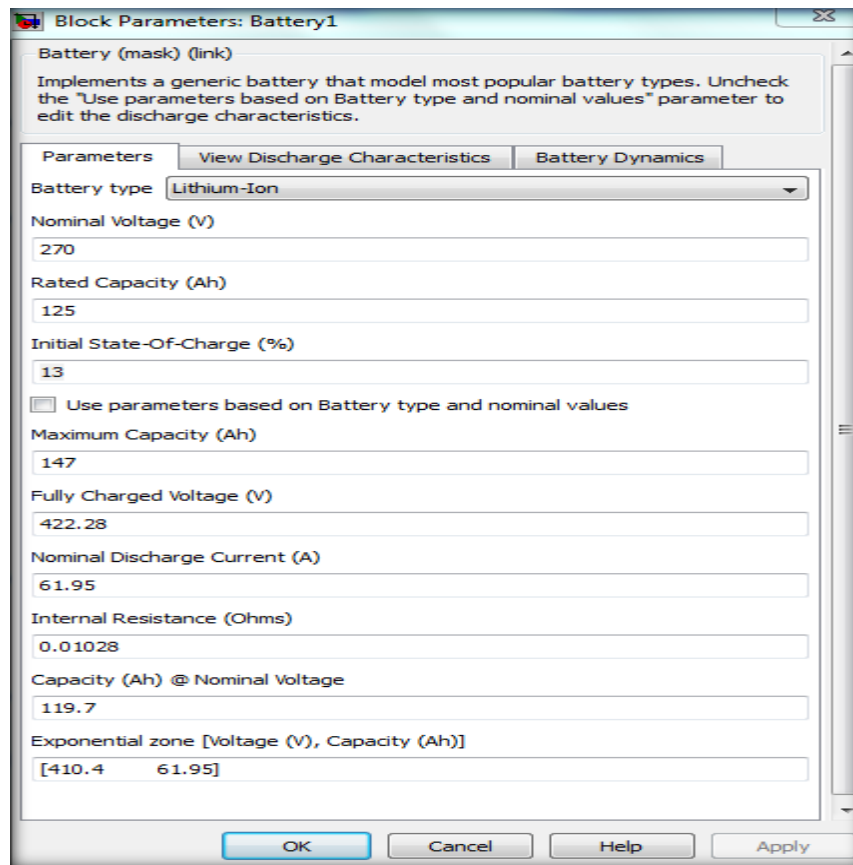 Block Parameters: Battery1
Battery (mask) (link)
Implements a generic battery that model most popular battery types. Uncheck
the "Use parameters based on Battery type and nominal values" parameter to
edit the discharge characteristics.
Parameters View Discharge Characteristics Battery Dynamics
Battery type Lithium-Ion
Nominal Voltage (V)
270
Rated Capacity (Ah)
125
Initial State-Of-Charge (%)
13
Use parameters based on Battery type and nominal values
Maximum Capacity (Ah)
147
Fully Charged Voltage (V)
422.28
Nominal Discharge Current (A)
61.95
Internal Resistance (Ohms)
0.01028
Capacity (Ah) @ Nominal Voltage
119.7
Exponential zone [Voltage (V), Capacity (Ah)]
[410.4 61.95]
OK Cancel Help Apply